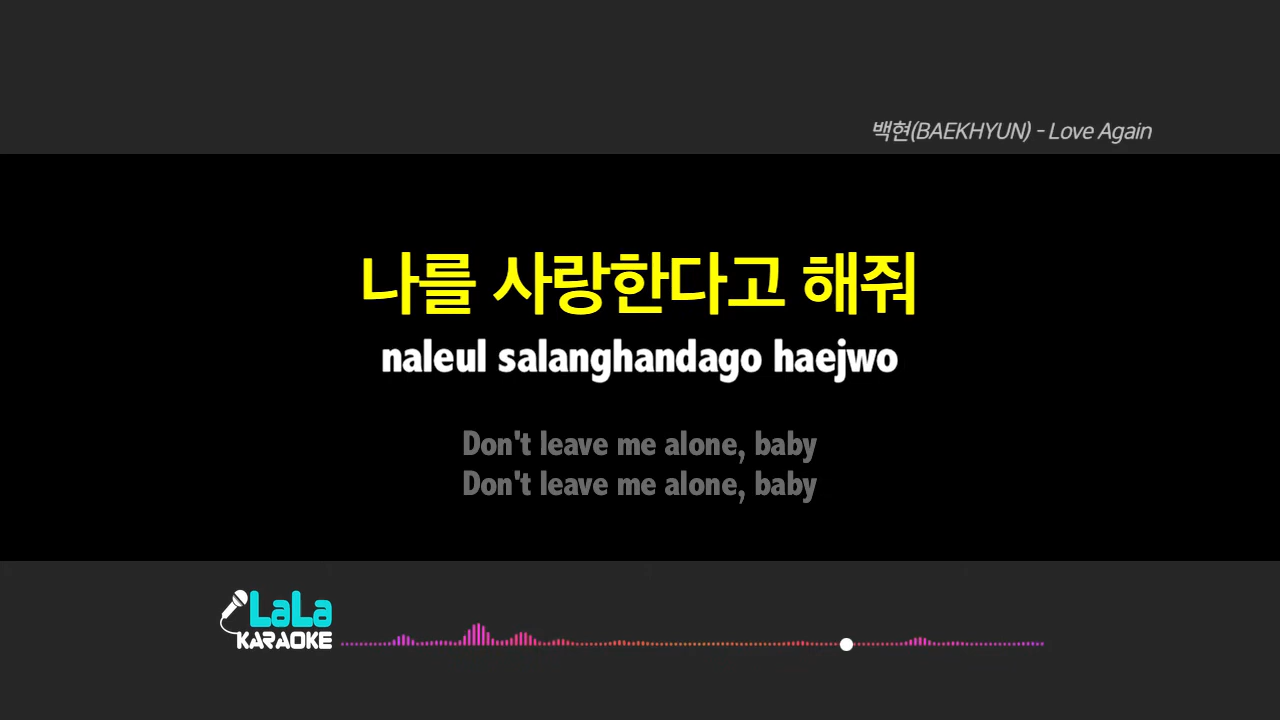 백현(BAEKHYUN) - Love Again
나를 사랑한다고 해줘
naleul salanghandago haejwo
Don't leave me alone, baby
Don't leave me alone, baby
LaLa
KARAOKE